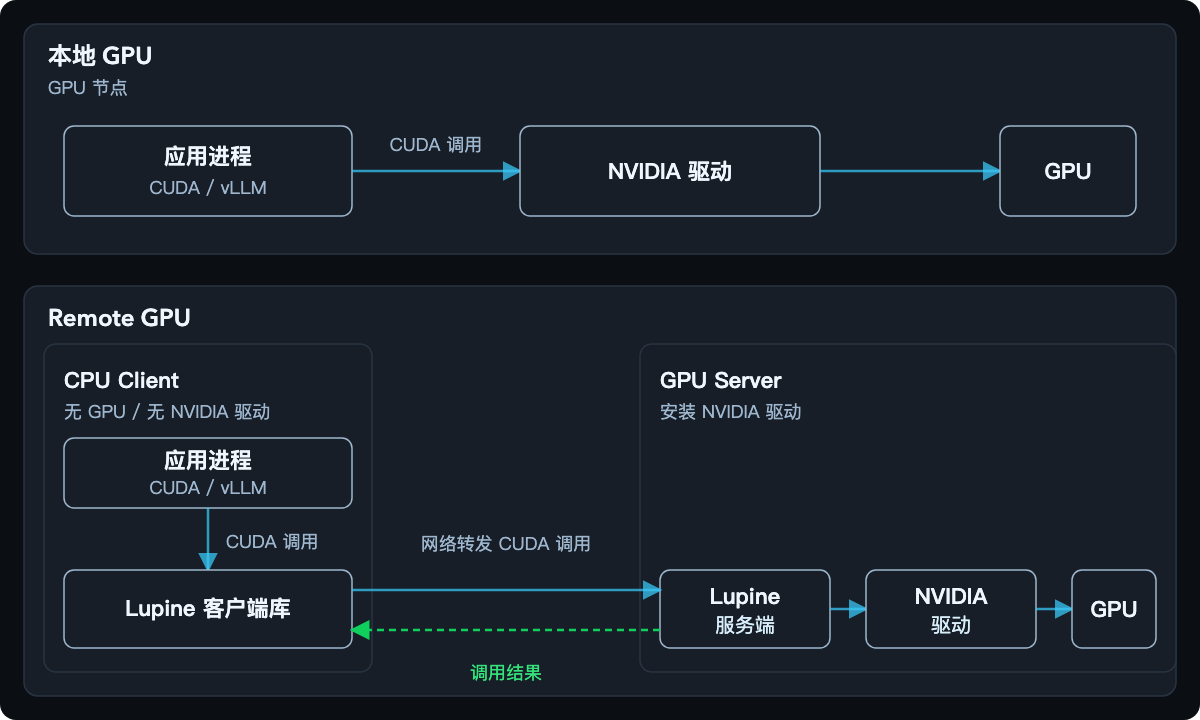 本地 GPU
GPU 节点
应用进程
CUDA / vLLM
CUDA 调用
NVIDIA 驱动
GPU
Remote GPU
CPU Client
无 GPU / 无 NVIDIA 驱动
应用进程
CUDA / vLLM
CUDA 调用
Lupine 客户端库
网络转发 CUDA 调用
调用结果
GPU Server
安装 NVIDIA 驱动
Lupine
服务端
NVIDIA
驱动
GPU